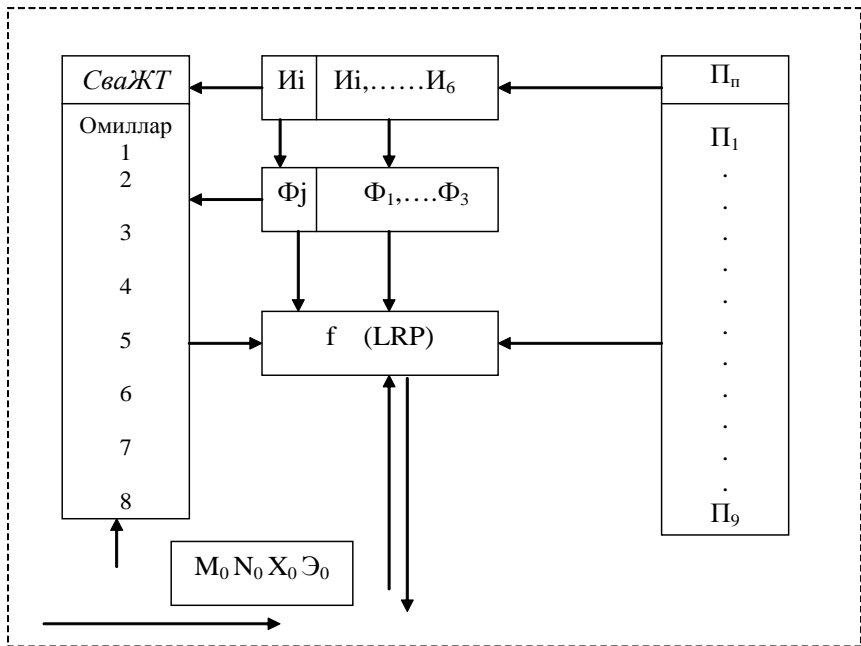 СваЖТ
Омиллар
1
2
3
4
5
6
7
8
Иi
Иi,……И₆
Фj
Ф₁,….Ф₃
f (LRP)
M₀ N₀ X₀ Э₀
Пₙ
П₁
.
.
.
.
.
.
.
.
.
.
.
.
П₉